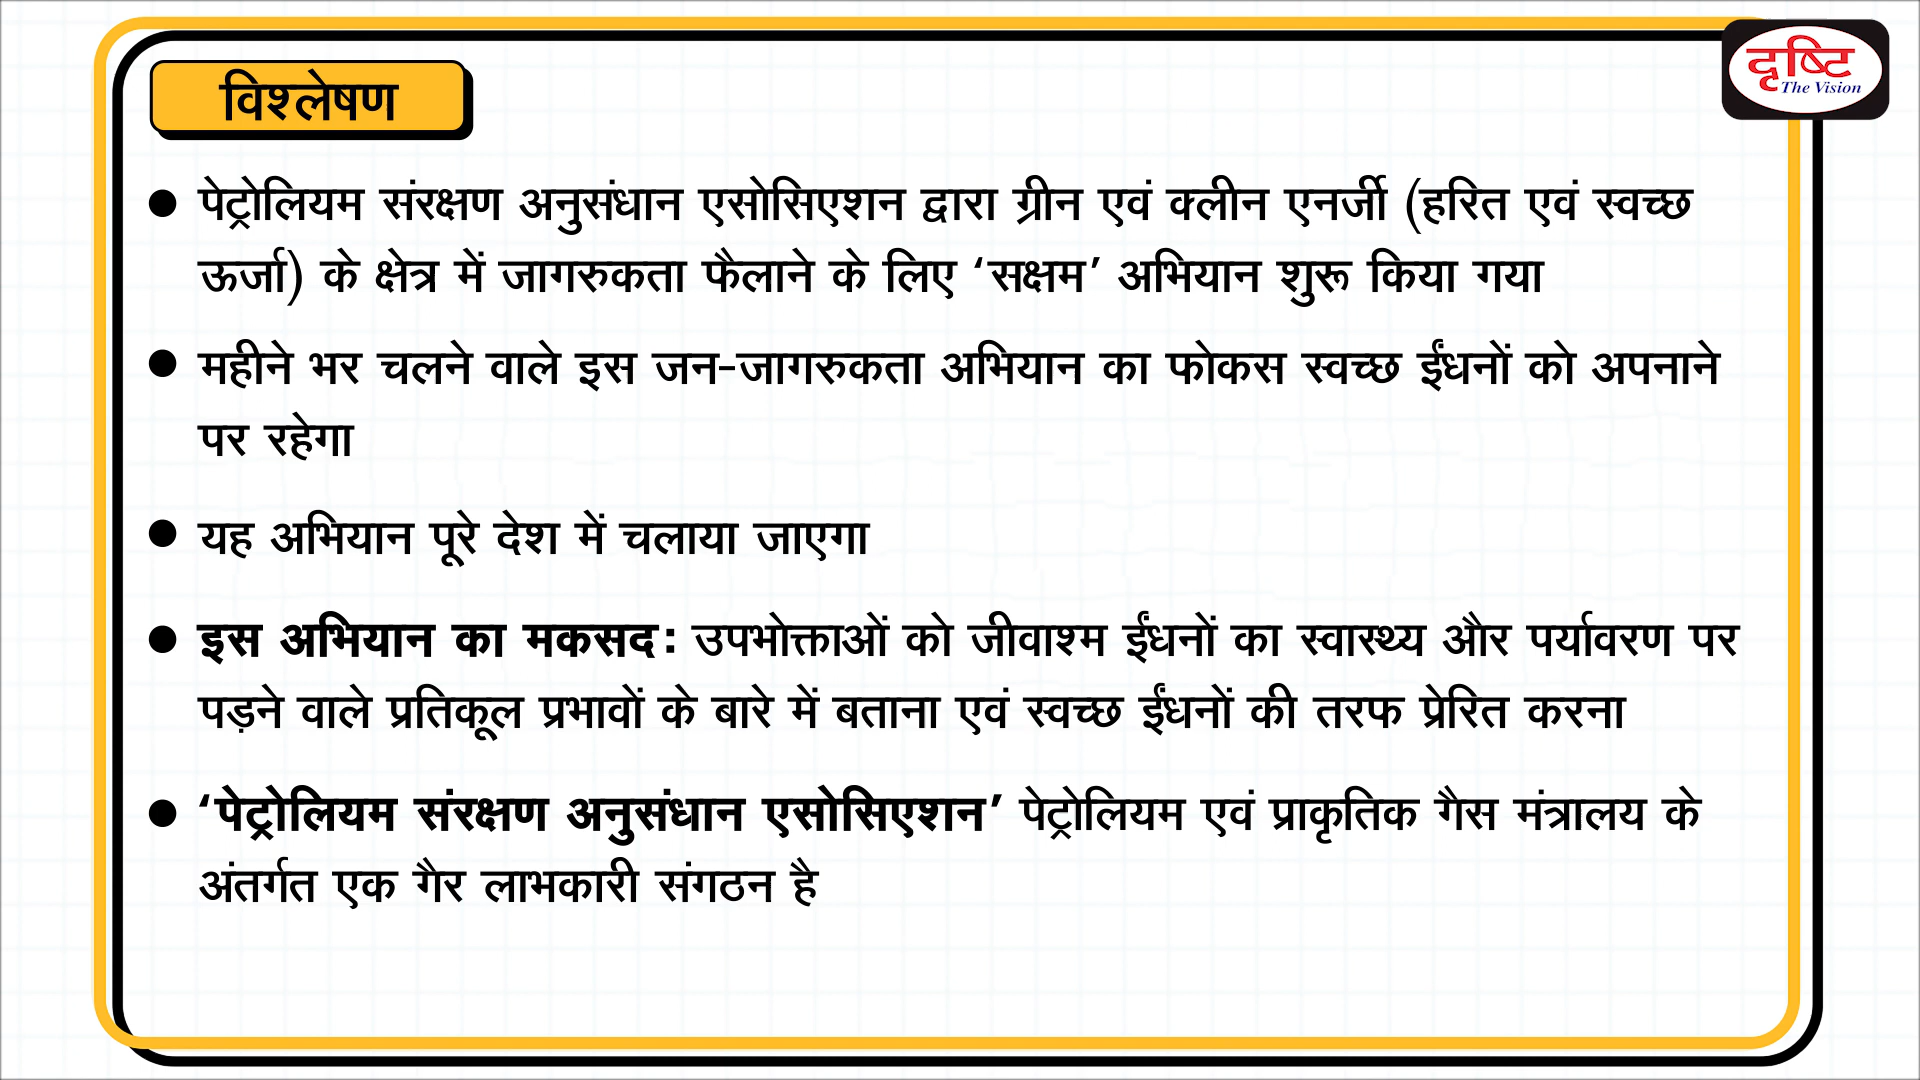 दृष्टि
The Vision
विश्लेषण
● पेट्रोलियम संरक्षण अनुसंधान एसोसिएशन द्वारा ग्रीन एवं क्लीन एनर्जी (हरित एवं स्वच्छ
ऊर्जा) के क्षेत्र में जागरुकता फैलाने के लिए ‘सक्षम’ अभियान शुरू किया गया
● महीने भर चलने वाले इस जन-जागरुकता अभियान का फोकस स्वच्छ ईंधनों को अपनाने
पर रहेगा
● यह अभियान पूरे देश में चलाया जाएगा
● इस अभियान का मकसद: उपभोक्ताओं को जीवाश्म ईंधनों का स्वास्थ्य और पर्यावरण पर
पड़ने वाले प्रतिकूल प्रभावों के बारे में बताना एवं स्वच्छ ईंधनों की तरफ प्रेरित करना
● ‘पेट्रोलियम संरक्षण अनुसंधान एसोसिएशन’ पेट्रोलियम एवं प्राकृतिक गैस मंत्रालय के
अंतर्गत एक गैर लाभकारी संगठन है